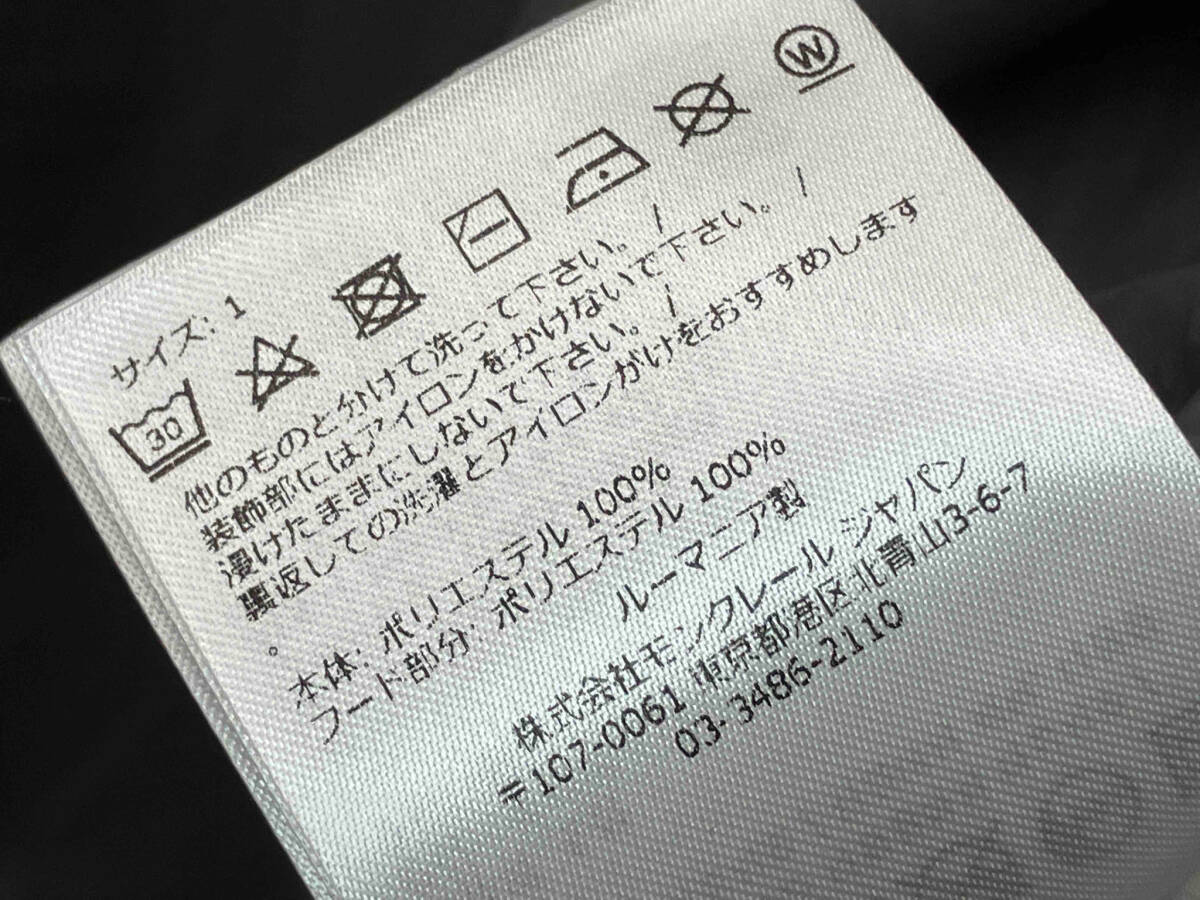 サイズ: 1
30
W
他のものと分けて洗って下さい。 /
装飾部にはアイロンをかけないで下さい。 /
浸けたままにしないで下さい。 /
裏返しての洗濯とアイロンがけをおすすめします
。
本体: ポリエステル 100%
フード部分: ポリエステル 100%
ルーマニア製
株式会社モンクレール ジャパン
〒107-0061 東京都港区北青山3-6-7
03-3486-2110